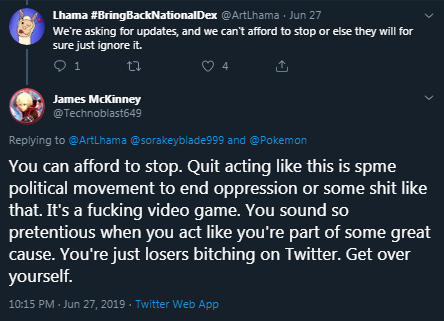 Lhama #BringBackNationalDex @ArtLhama · Jun 27
We're asking for updates, and we can't afford to stop or else they will for
sure just ignore it.
1 4
James McKinney
@Technoblast649
Replying to @ArtLhama @sorakeyblade999 and @Pokemon
You can afford to stop. Quit acting like this is spme
political movement to end oppression or some shit like
that. It's a fucking video game. You sound so
pretentious when you act like you're part of some great
cause. You're just losers bitching on Twitter. Get over
yourself.
10:15 PM · Jun 27, 2019 · Twitter Web App